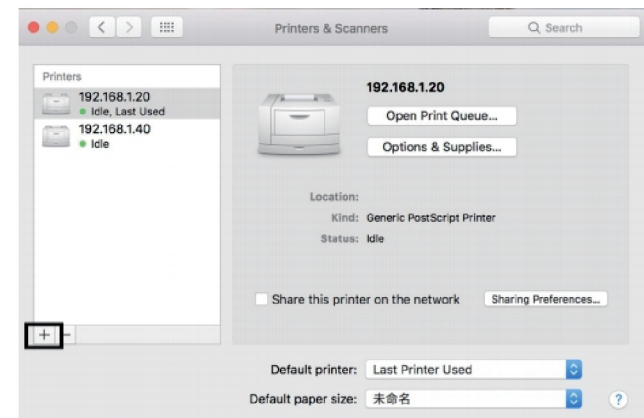 Printers & Scanners
Search
Printers
192.168.1.20
Idle, Last Used
192.168.1.40
Idle
192.168.1.20
Open Print Queue...
Options & Supplies...
Location:
Kind: Generic PostScript Printer
Status: Idle
Share this printer on the network
Sharing Preferences...
+ −
Default printer: Last Printer Used
Default paper size: 未命名
?